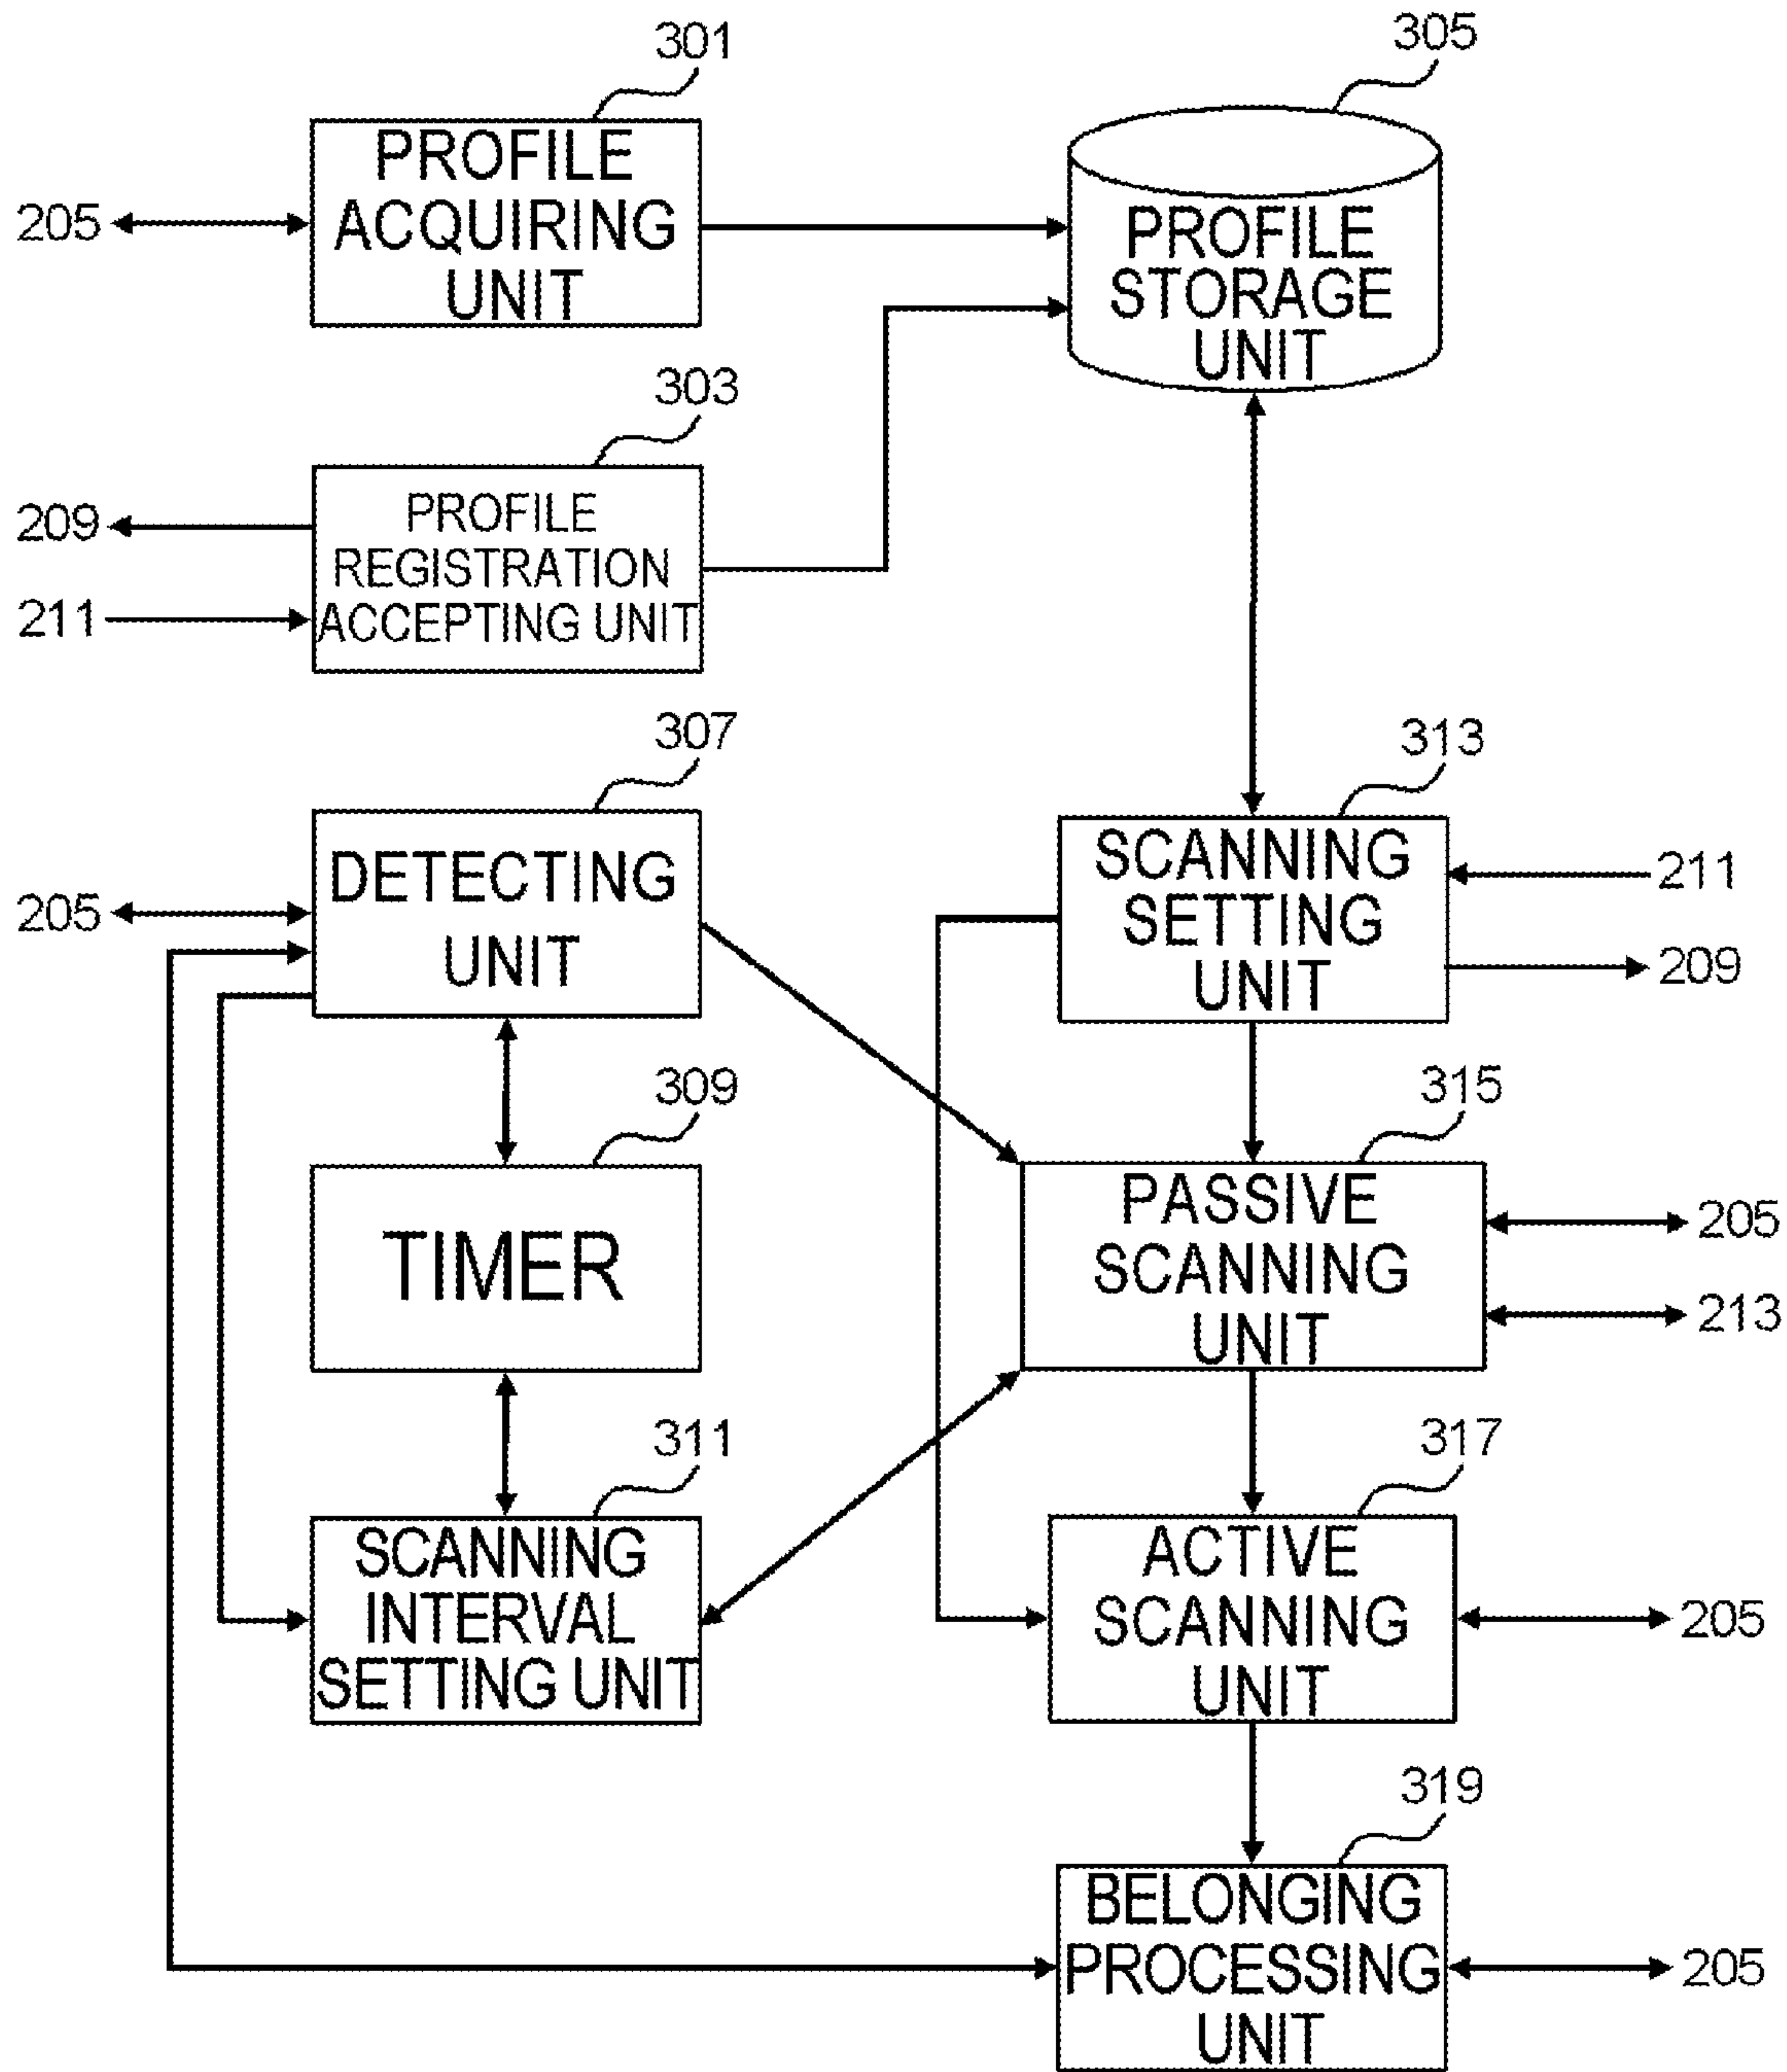 301
305
PROFILE
ACQUIRING
UNIT
205
PROFILE
STORAGE
UNIT
303
209
211
PROFILE
REGISTRATION
ACCEPTING UNIT
307
313
205
DETECTING
UNIT
SCANNING
SETTING
UNIT
211
209
309
315
TIMER
PASSIVE
SCANNING
UNIT
205
213
311
317
SCANNING
INTERVAL
SETTING UNIT
ACTIVE
SCANNING
UNIT
205
319
BELONGING
PROCESSING
UNIT
205